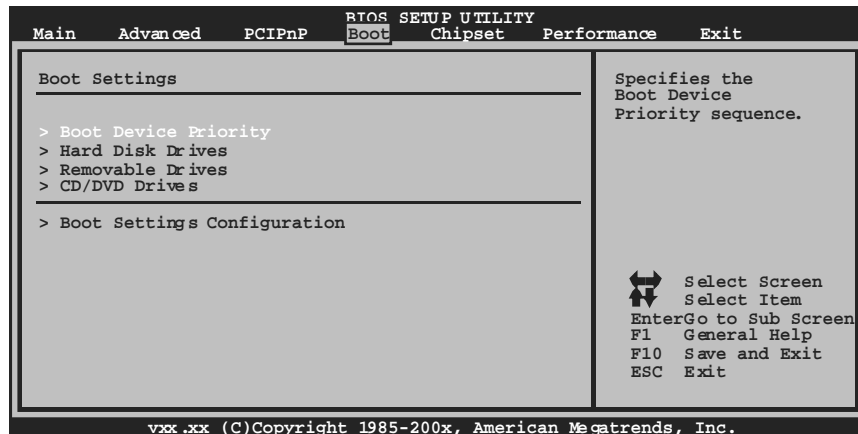 BIOS SETUP UTILITY
Main Advanced PCIPnP Boot Chipset Performance Exit
Boot Settings
> Boot Device Priority
> Hard Disk Drives
> Removable Drives
> CD/DVD Drives
> Boot Settings Configuration
Specifies the
Boot Device
Priority sequence.
Select Screen
Select Item
EnterGo to Sub Screen
F1 General Help
F10 Save and Exit
ESC Exit
vxx.xx (C)Copyright 1985-200x, American Megatrends, Inc.